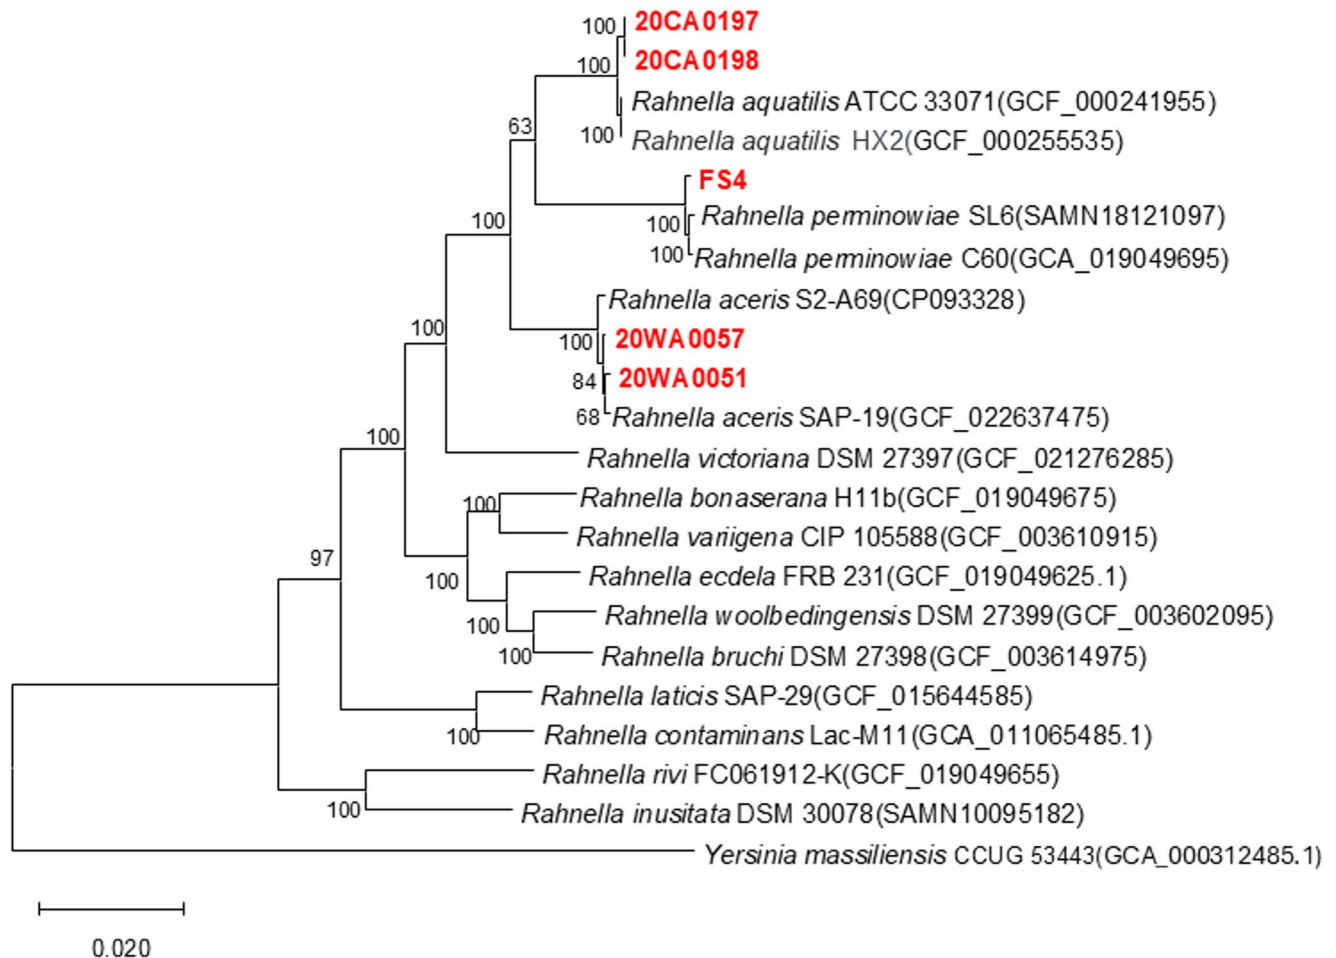 100 20CA0197
20CA0198
100
Rahnella aquatilis ATCC 33071(GCF_000241955)
63
100 Rahnella aquatilis HX2(GCF_000255535)
FS4
100 100 Rahnella perminowiae SL6(SAMN18121097)
100 Rahnella perminowiae C60(GCA_019049695)
Rahnella aceris S2-A69(CP093328)
100 100 20WA0057
84 20WA0051
68 Rahnella aceris SAP-19(GCF_022637475)
100
Rahnella victoriana DSM 27397(GCF_021276285)
100 Rahnella bonaserana H11b(GCF_019049675)
Rahnella variigena CIP 105588(GCF_003610915)
97
100 Rahnella ecdela FRB 231(GCF_019049625.1)
100 Rahnella woolbedingensis DSM 27399(GCF_003602095)
100 Rahnella bruchi DSM 27398(GCF_003614975)
Rahnella laticis SAP-29(GCF_015644585)
100 Rahnella contaminans Lac-M11(GCA_011065485.1)
Rahnella rivi FC061912-K(GCF_019049655)
100 Rahnella inusitata DSM 30078(SAMN10095182)
Yersinia massiliensis CCUG 53443(GCA_000312485.1)
0.020